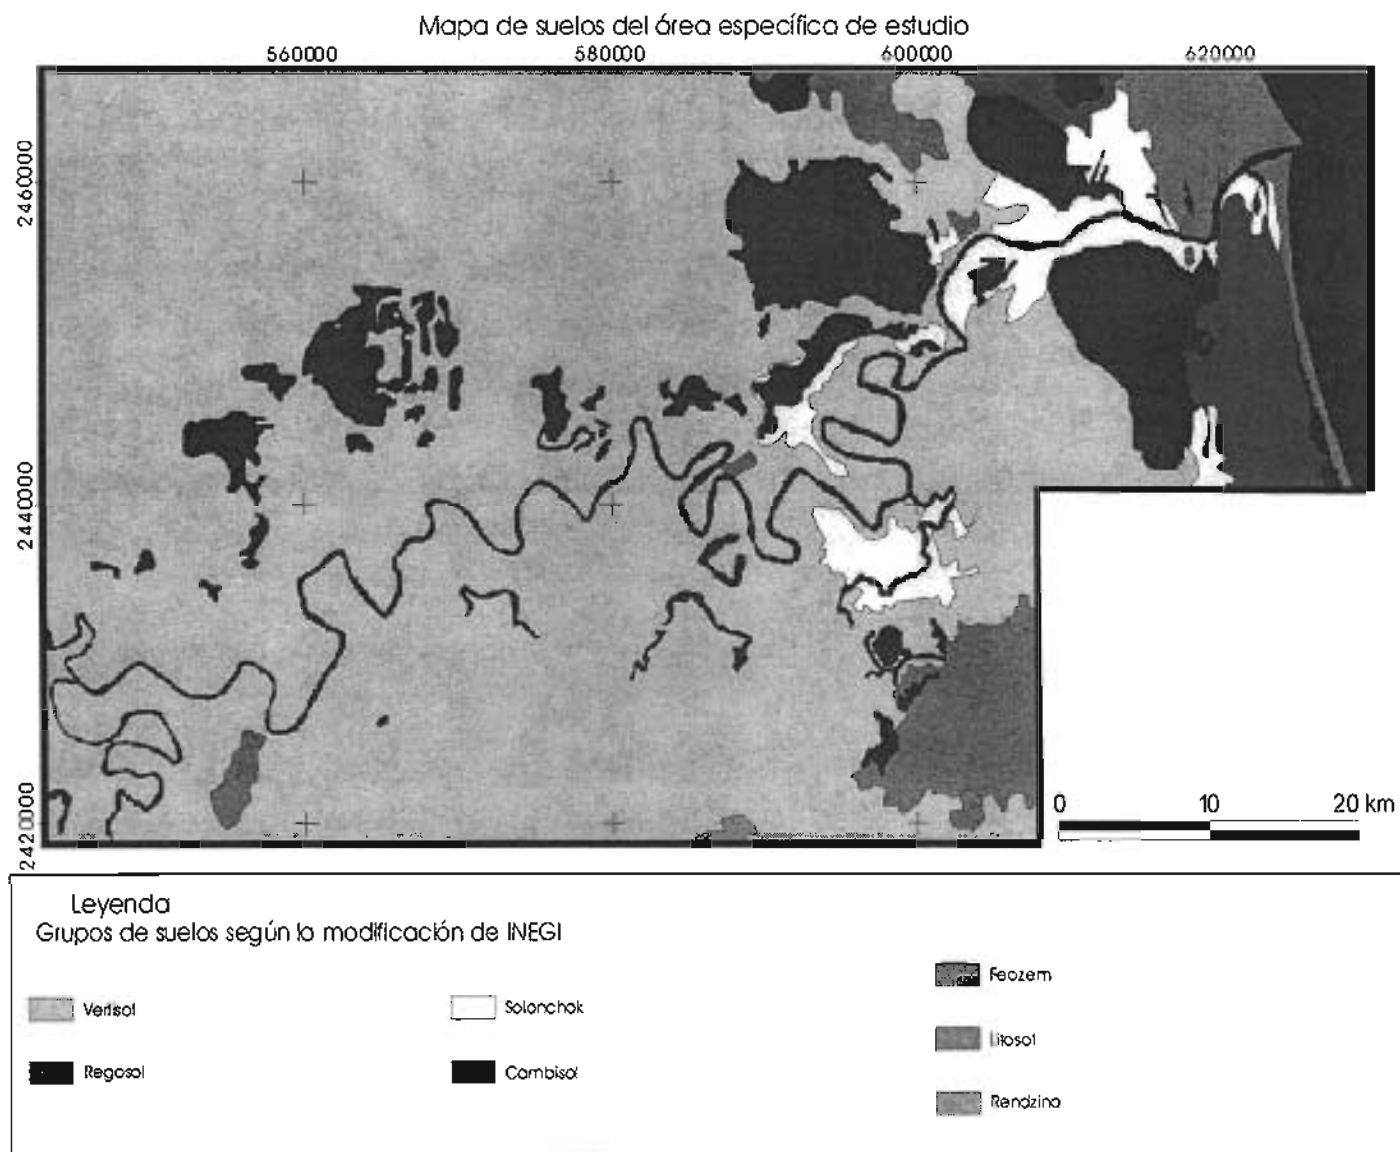 Mapa de suelos del área específica de estudio
560000 580000 600000 620000
2460000
2440000
2420000
0 10 20 km
Leyenda
Grupos de suelos según la modificación de INEGI
Vertisol
Regosol
Solonchak
Cambisol
Feozem
Litosol
Rendzina